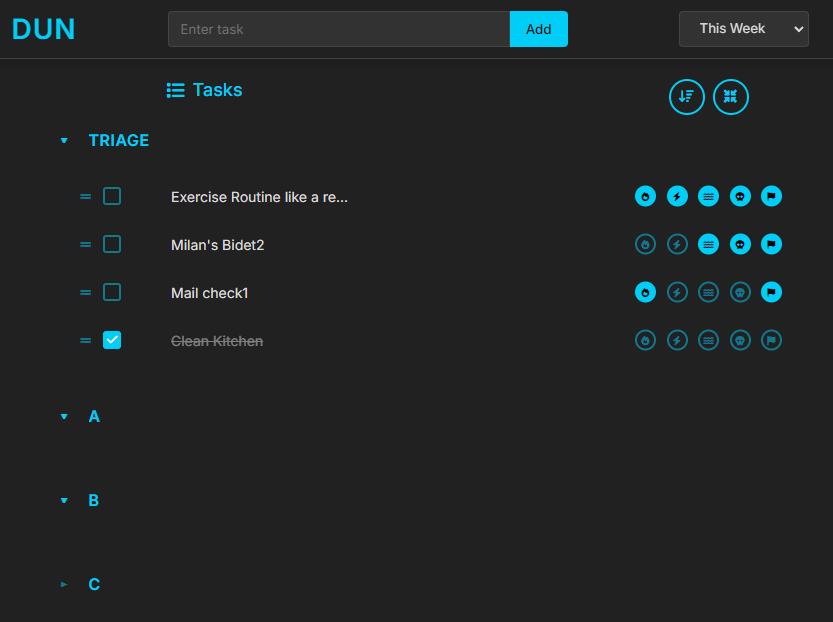 DUN
Enter task
Add
This Week
Tasks
TRIAGE
Exercise Routine like a re...
Milan's Bidet2
Mail check1
Clean Kitchen
A
B
C